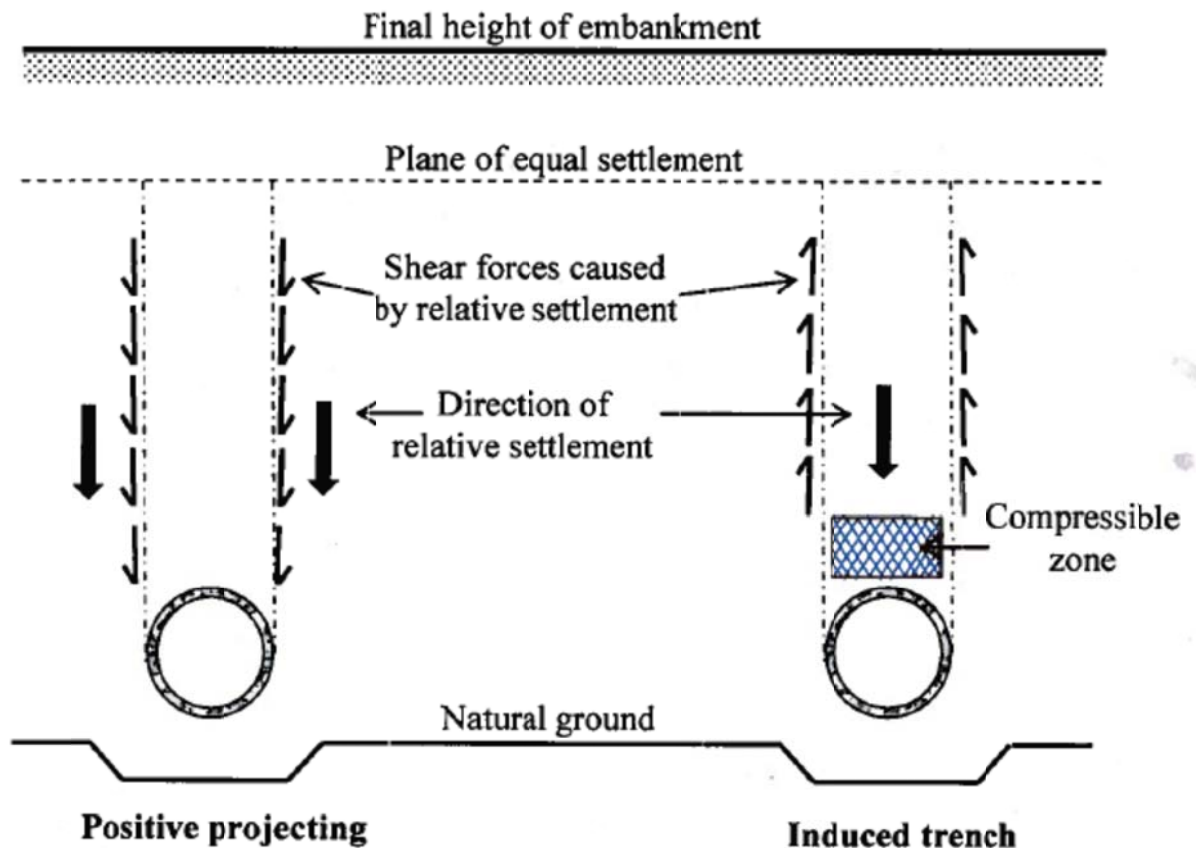 Final height of embankment
Plane of equal settlement
Shear forces caused
by relative settlement
Direction of
relative settlement
Compressible
zone
Natural ground
Positive projecting
Induced trench